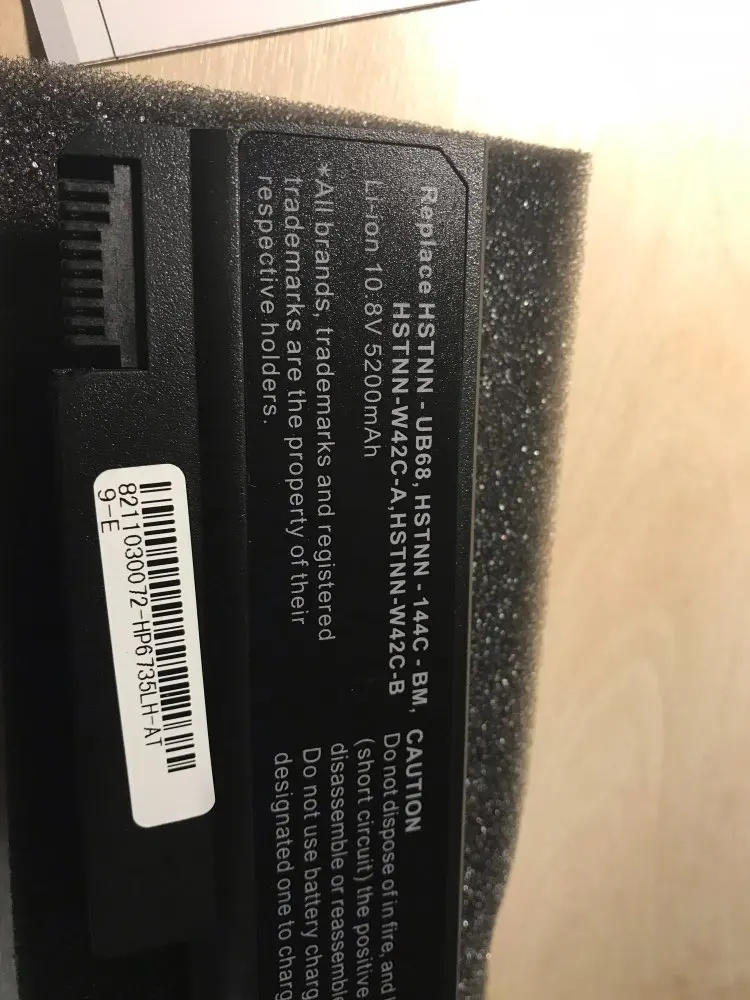 Replace HSTNN - UB68, HSTNN - 144C - BM,
HSTNN-W42C-A,HSTNN-W42C-B
Li-ion 10.8V 5200mAh
*All brands, trademarks and registered
trademarks are the property of their
respective holders.
CAUTION
Do not dispose of in fire, and
(short circuit) the positive
disassemble or reassemble
Do not use battery charg
designated one to charg
8211030072-HP6735LH-AT
9-E